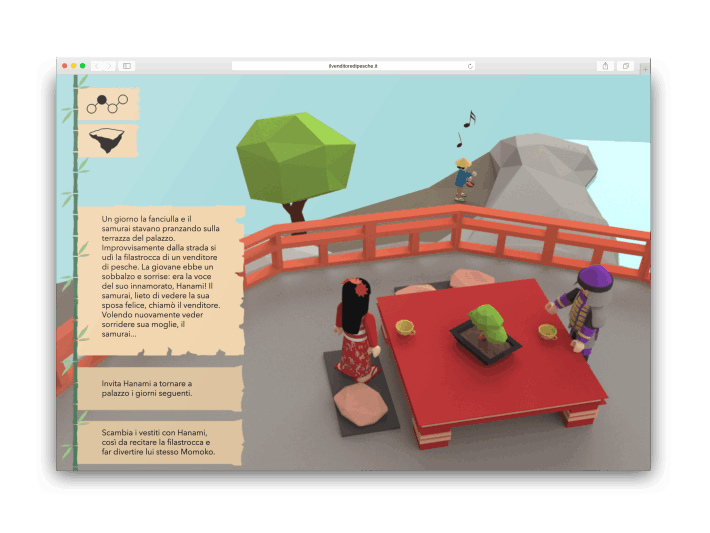 ilvenditoredipesche.it
Un giorno la fanciulla e il
samurai stavano pranzando sulla
terrazza del palazzo.
Improvvisamente dalla strada si
udì la filastrocca di un venditore
di pesche. La giovane ebbe un
sobbalzo e sorrise: era la voce
del suo innamorato, Hanami! Il
samurai, lieto di vedere la sua
sposa felice, chiamò il venditore.
Volendo nuovamente veder
sorridere sua moglie, il
samurai...
Invita Hanami a tornare a
palazzo i giorni seguenti.
Scambia i vestiti con Hanami,
così da recitare la filastrocca e
far divertire lui stesso Momoko.